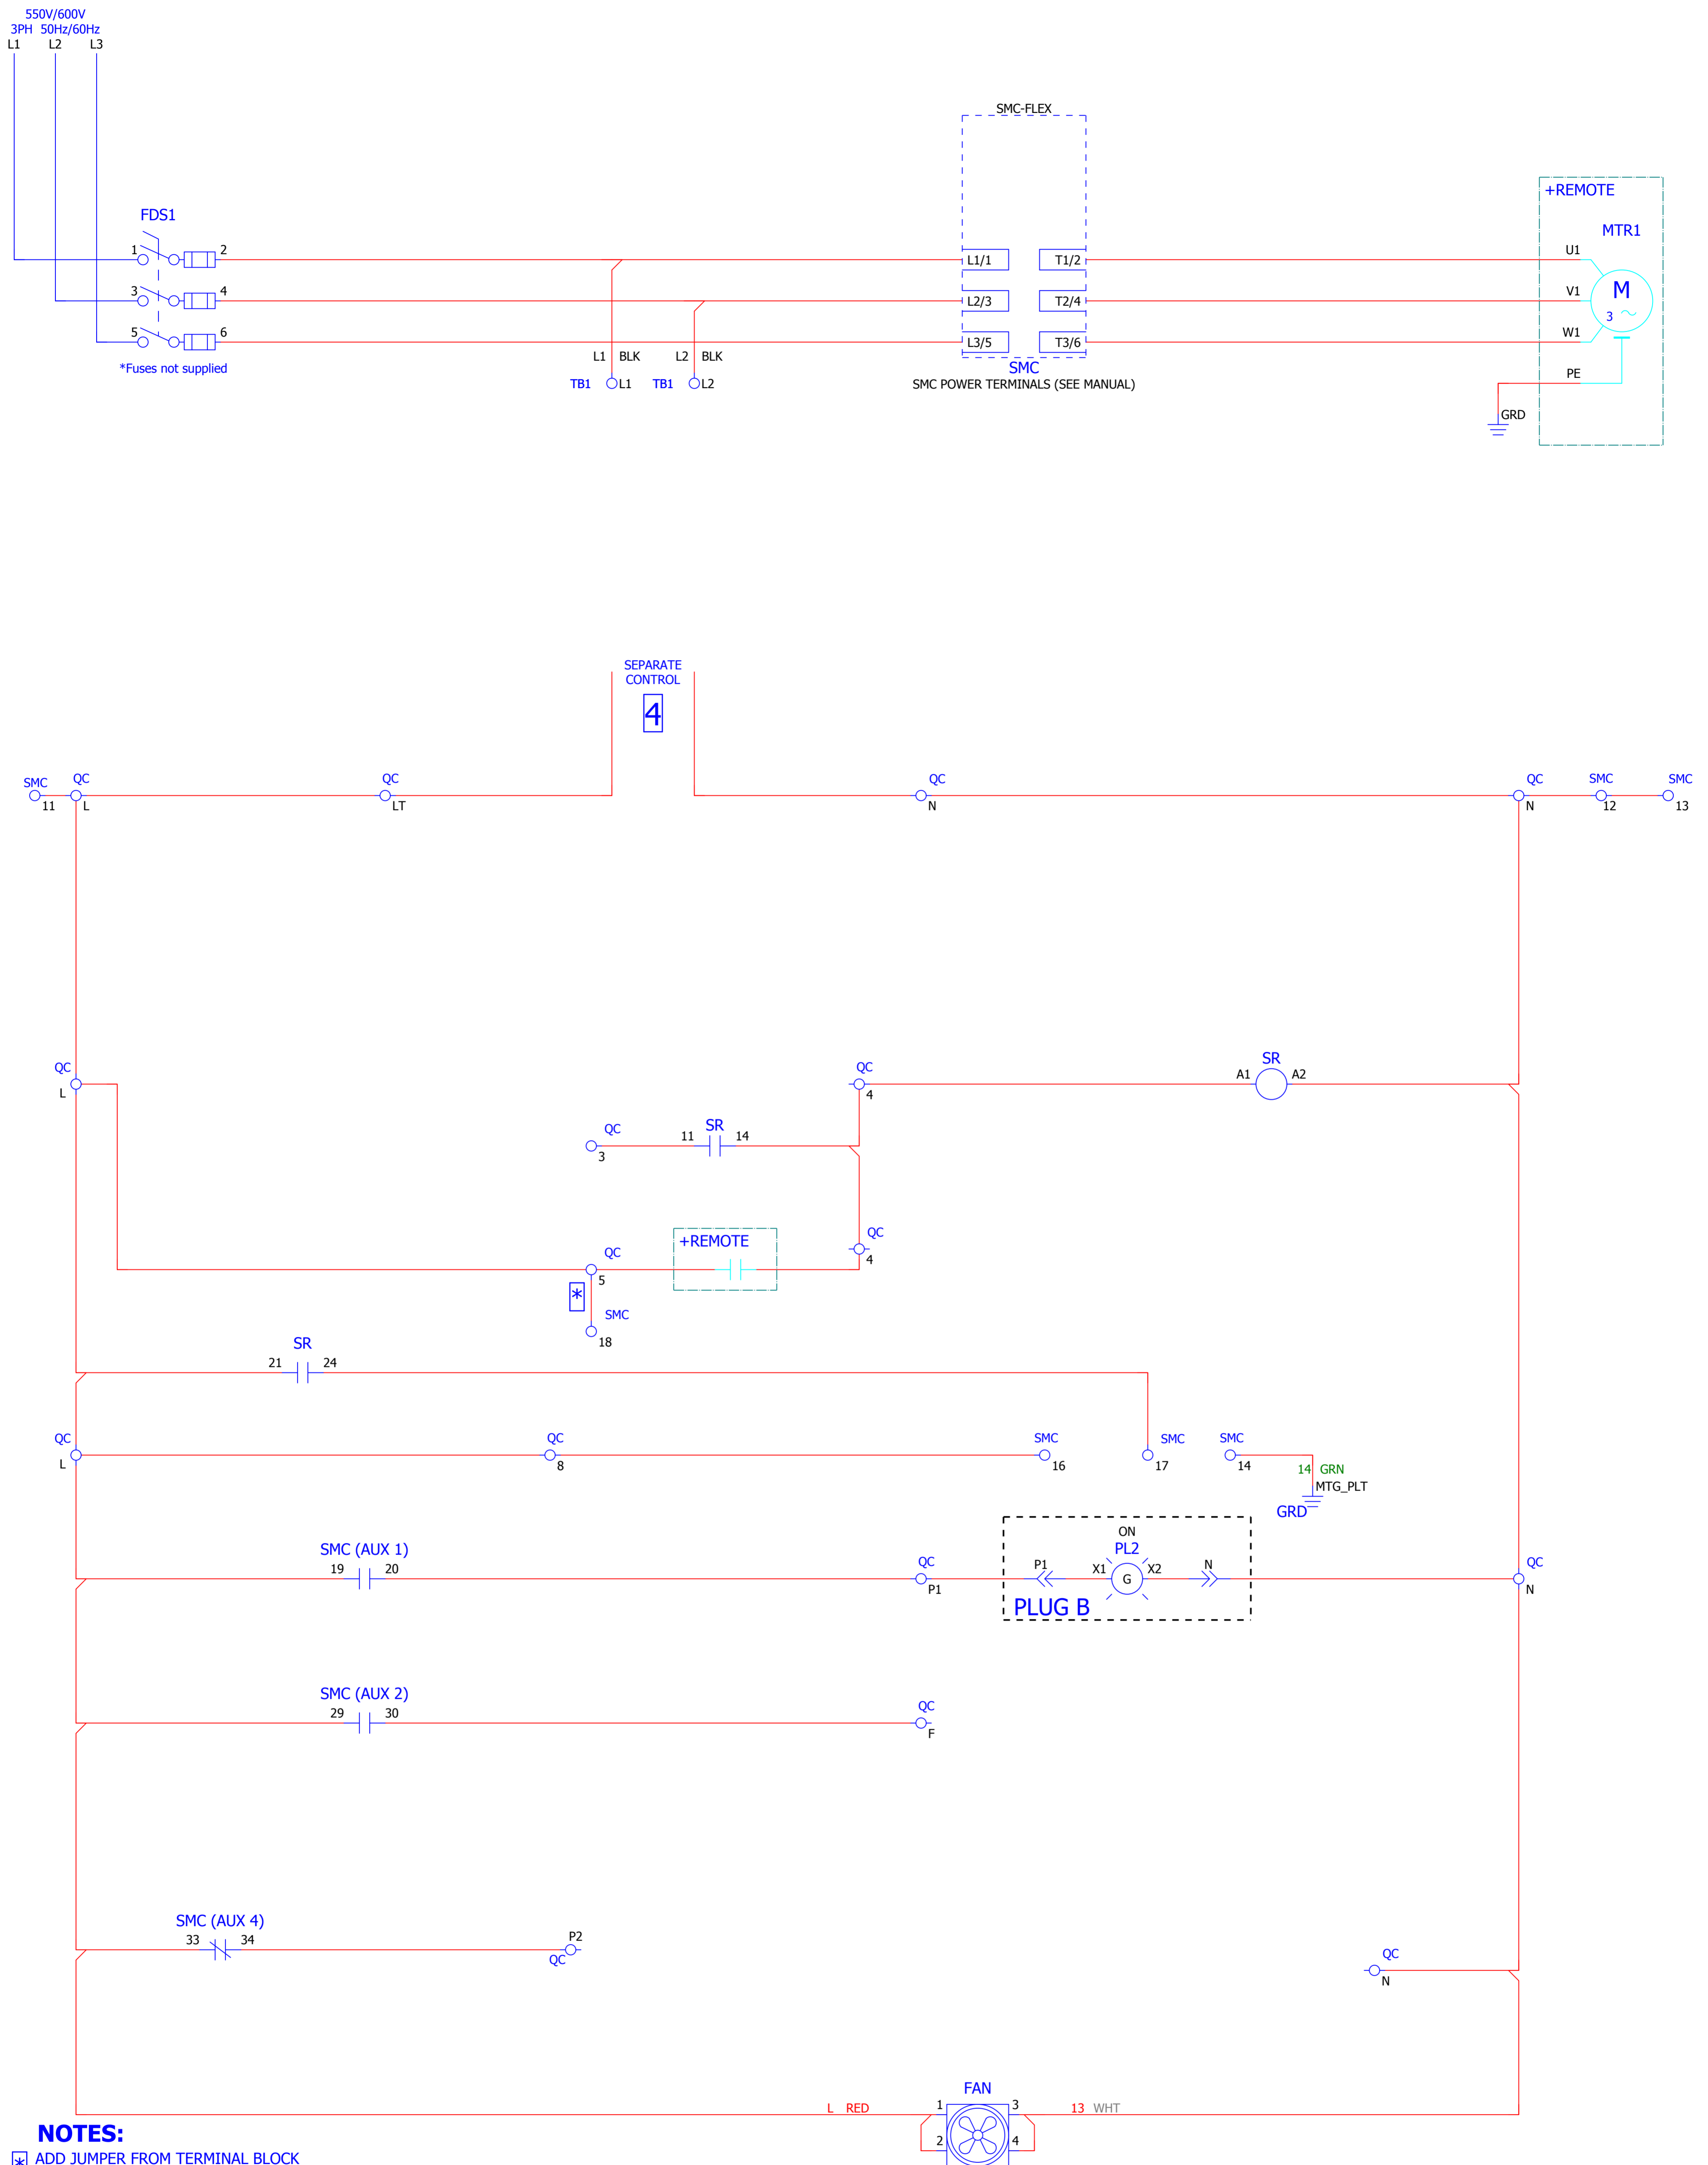 550V/600V
3PH 50Hz/60Hz
L1 L2 L3
SMC-FLEX
+REMOTE
MTR1
FDS1
1 2
3 4
5 6
*Fuses not supplied
L1/1 T1/2
L2/3 T2/4
L3/5 T3/6
U1
V1
W1
PE
M
3
GRD
L1 BLK
L2 BLK
TB1 L1
TB1 L2
SMC
SMC POWER TERMINALS (SEE MANUAL)
SEPARATE
CONTROL
4
SMC
11
QC
L
QC
LT
QC
N
QC
N
SMC
12
SMC
13
QC
L
QC
4
A1 SR A2
QC
3
11 SR 14
+REMOTE
QC
4
QC
5
*
SMC
18
SR
21 24
QC
L
QC
8
SMC
16
SMC
17
SMC
14
14 GRN
MTG_PLT
GRD
SMC (AUX 1)
19 20
QC
P1
ON
PL2
P1 X1 G X2 N
PLUG B
QC
N
SMC (AUX 2)
29 30
QC
F
SMC (AUX 4)
33 34
P2
QC
QC
N
FAN
L RED
1 3
2 4
13 WHT
NOTES:
* ADD JUMPER FROM TERMINAL BLOCK